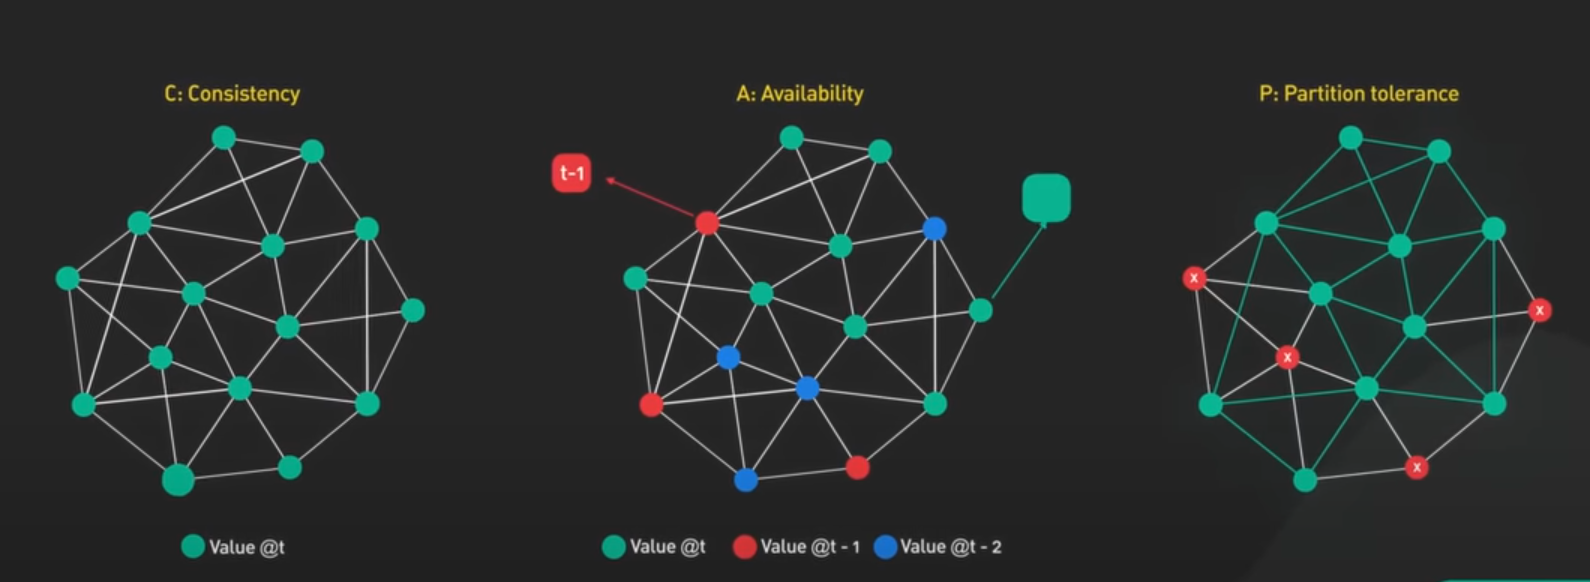 C: Consistency
A: Availability
P: Partition tolerance
t-1
x
x
x
x
Value @t
Value @t
Value @t - 1
Value @t - 2